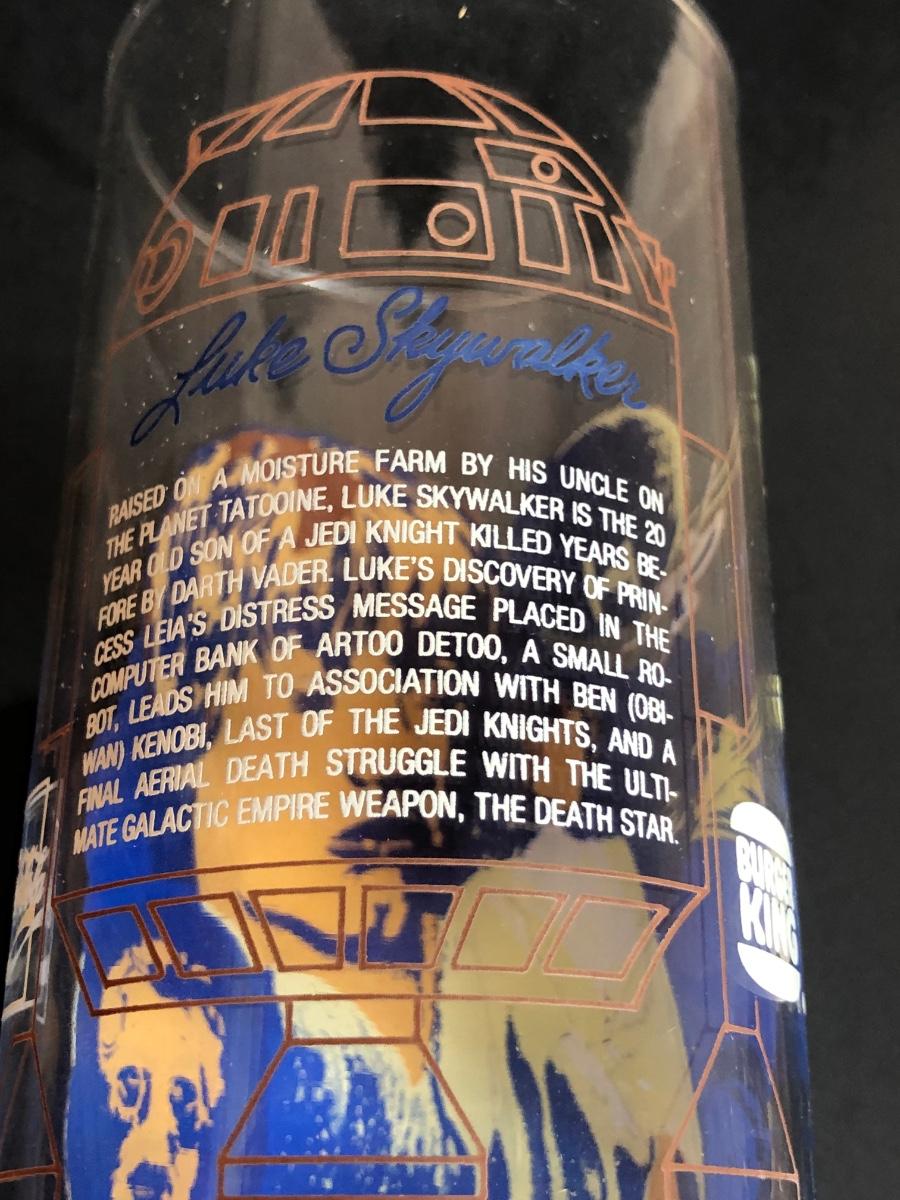 Luke Skywalker
RAISED ON A MOISTURE FARM BY HIS UNCLE ON
THE PLANET TATOOINE, LUKE SKYWALKER IS THE 20
YEAR OLD SON OF A JEDI KNIGHT KILLED YEARS BE-
FORE BY DARTH VADER. LUKE'S DISCOVERY OF PRIN-
CESS LEIA'S DISTRESS MESSAGE PLACED IN THE
COMPUTER BANK OF ARTOO DETOO, A SMALL RO-
BOT, LEADS HIM TO ASSOCIATION WITH BEN (OBI-
WAN) KENOBI, LAST OF THE JEDI KNIGHTS, AND A
FINAL AERIAL DEATH STRUGGLE WITH THE ULTI-
MATE GALACTIC EMPIRE WEAPON, THE DEATH STAR.
BURGER
KING